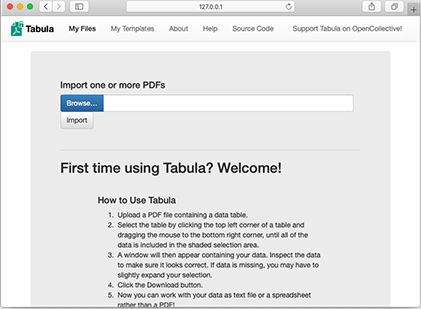 127.0.0.1
Tabula My Files My Templates About Help Source Code Support Tabula on OpenCollective!
Import one or more PDFs
Browse...
Import
First time using Tabula? Welcome!
How to Use Tabula
1. Upload a PDF file containing a data table.
2. Select the table by clicking the top left corner of a table and
dragging the mouse to the bottom right corner, until all of the
data is included in the shaded selection area.
3. A window will then appear containing your data. Inspect the data
to make sure it looks correct. If data is missing, you may have to
slightly expand your selection.
4. Click the Download button.
5. Now you can work with your data as text file or a spreadsheet
rather than a PDF!